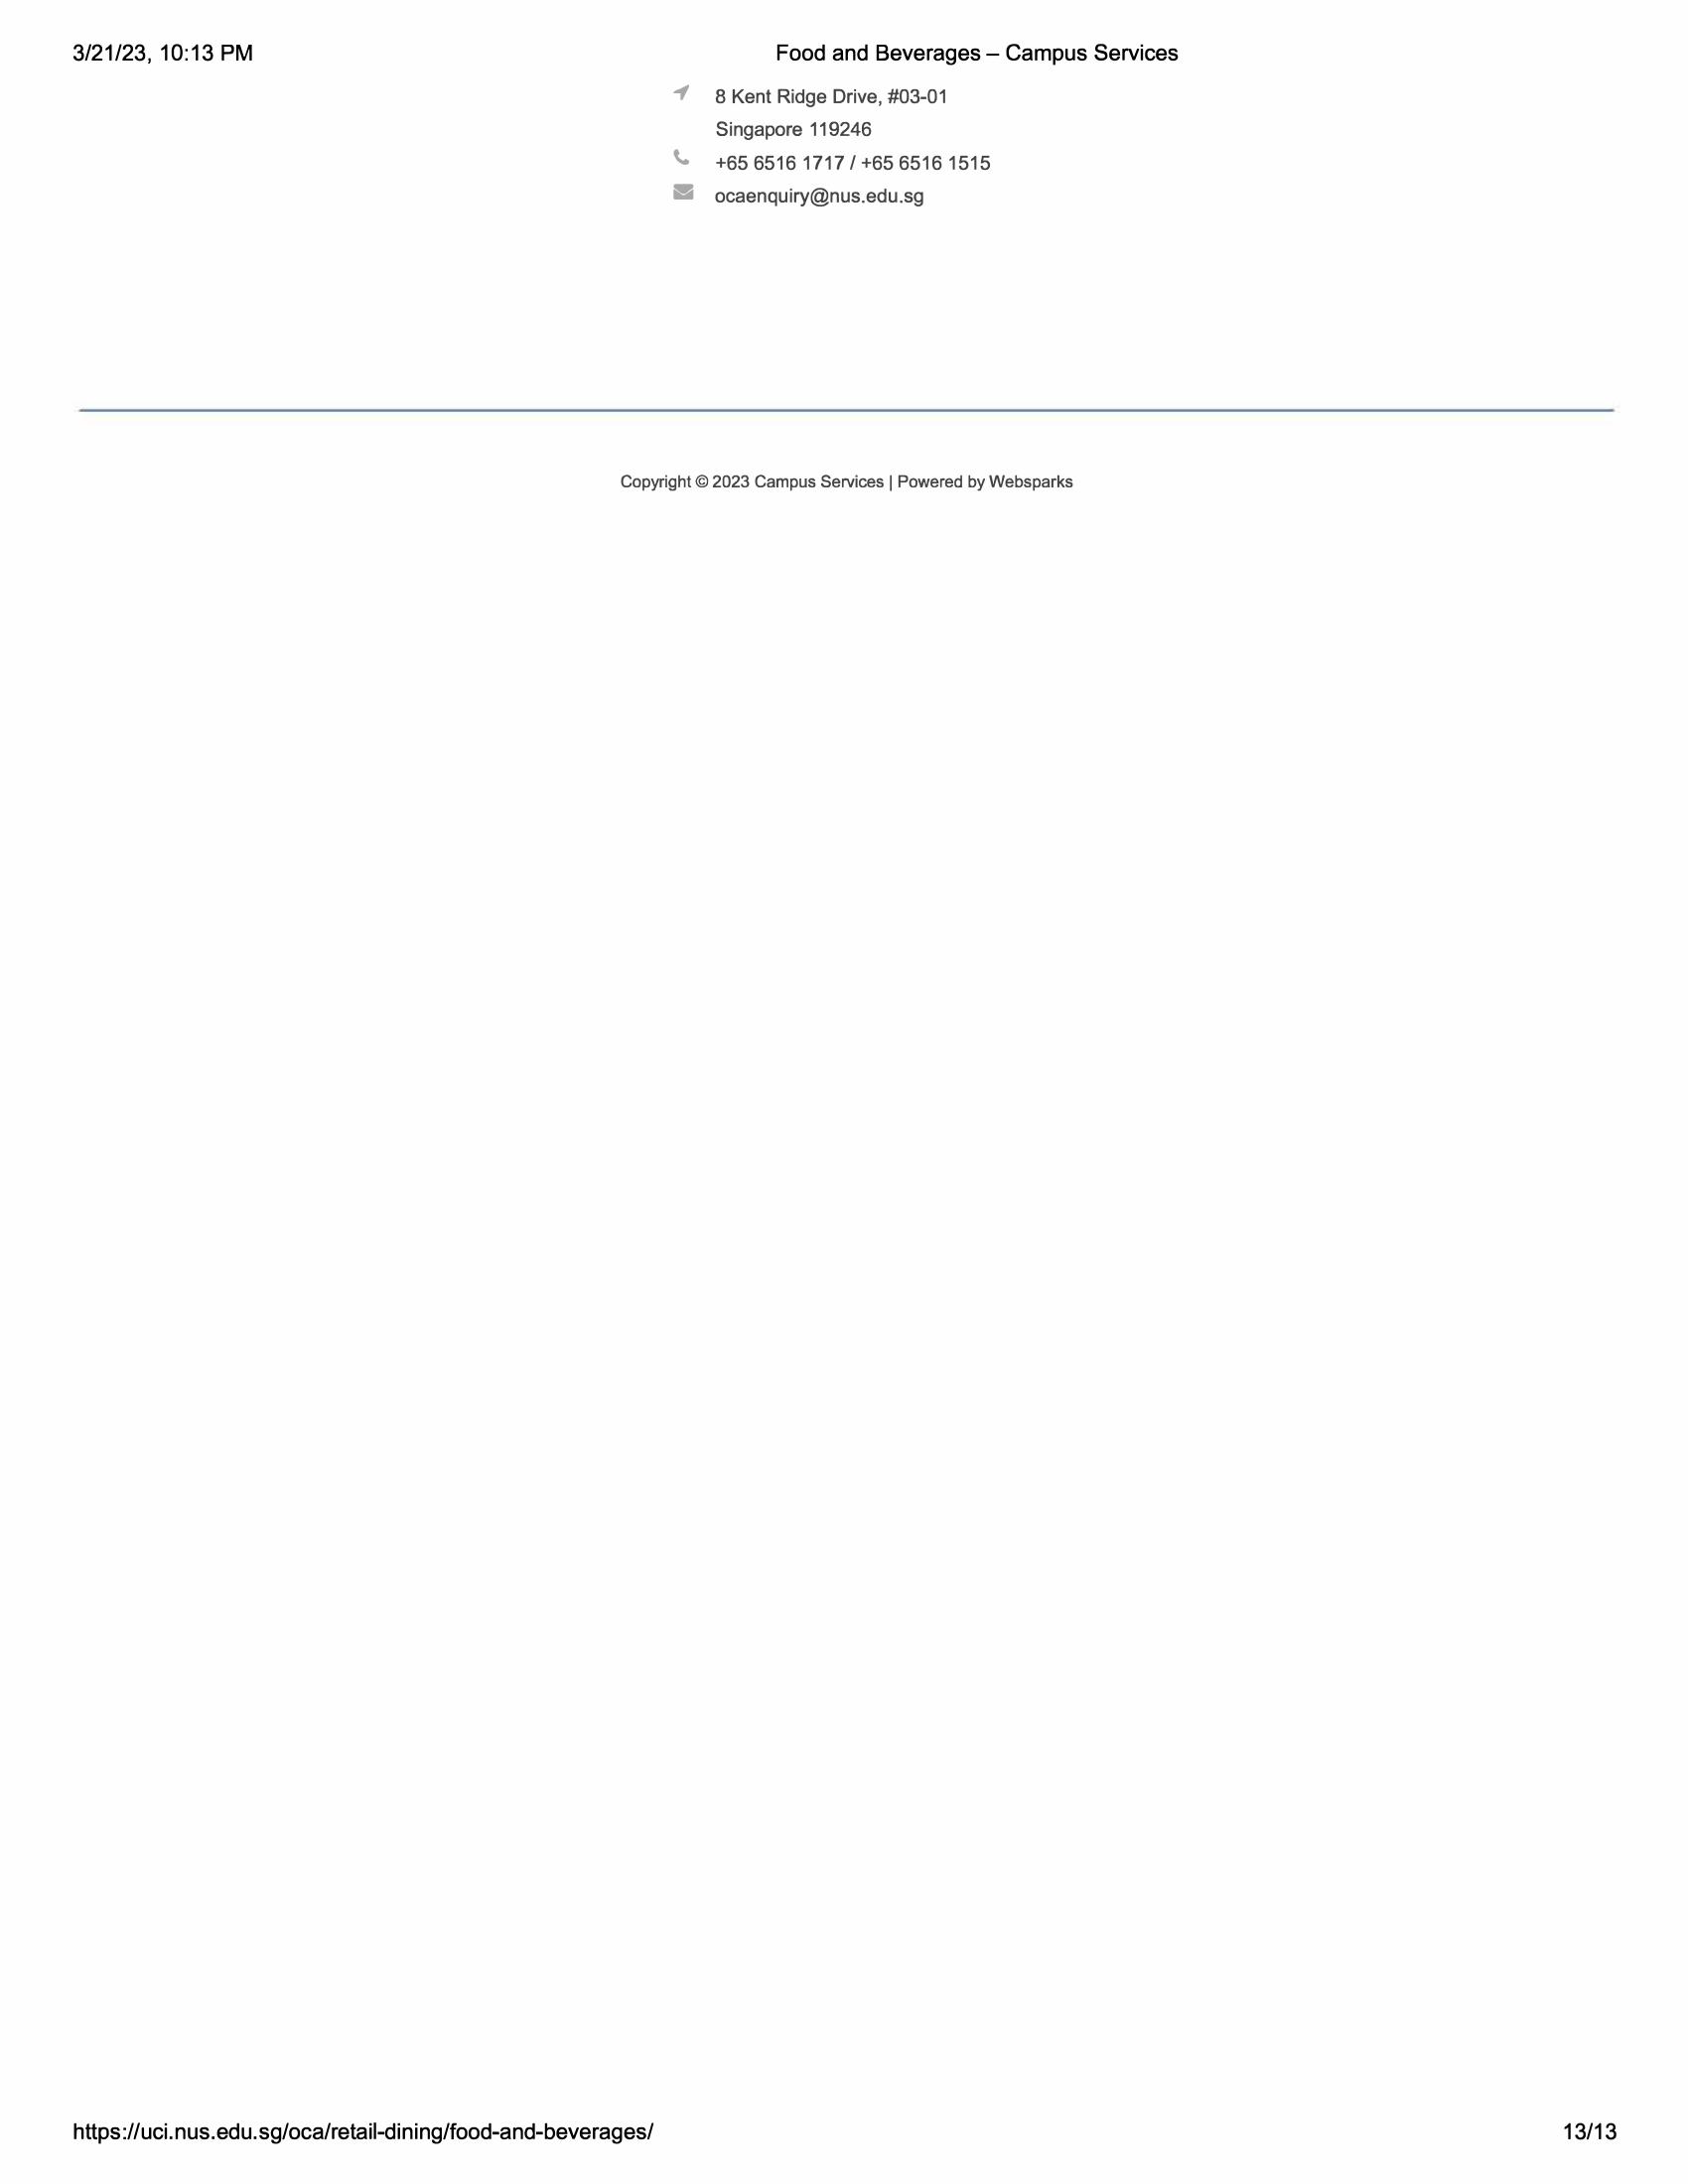 3/21/23, 10:13 PM
Food and Beverages – Campus Services
8 Kent Ridge Drive, #03-01
Singapore 119246
+65 6516 1717 / +65 6516 1515
ocaenquiry@nus.edu.sg
Copyright © 2023 Campus Services | Powered by Websparks
https://uci.nus.edu.sg/oca/retail-dining/food-and-beverages/
13/13